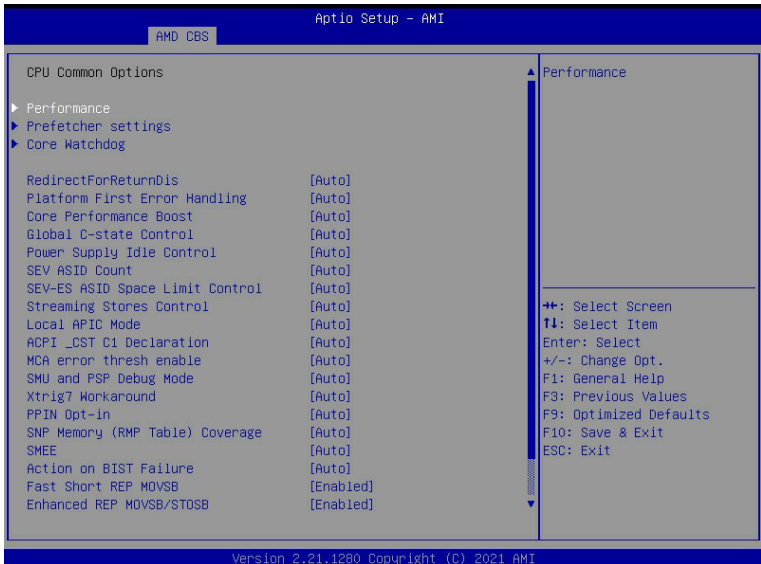 Aptio Setup – AMI
AMD CBS
CPU Common Options
Performance
Prefetcher settings
Core Watchdog
RedirectForReturnDis [Auto]
Platform First Error Handling [Auto]
Core Performance Boost [Auto]
Global C-state Control [Auto]
Power Supply Idle Control [Auto]
SEV ASID Count [Auto]
SEV-ES ASID Space Limit Control [Auto]
Streaming Stores Control [Auto]
Local APIC Mode [Auto]
ACPI _CST C1 Declaration [Auto]
MCA error thresh enable [Auto]
SMU and PSP Debug Mode [Auto]
Xtrig7 Workaround [Auto]
PPIN Opt-in [Auto]
SNP Memory (RMP Table) Coverage [Auto]
SMEE [Auto]
Action on BIST Failure [Auto]
Fast Short REP MOVSB [Enabled]
Enhanced REP MOVSB/STOSB [Enabled]
Performance
→←: Select Screen
↑↓: Select Item
Enter: Select
+/-: Change Opt.
F1: General Help
F3: Previous Values
F9: Optimized Defaults
F10: Save & Exit
ESC: Exit
Version 2.21.1280 Copyright (C) 2021 AMI